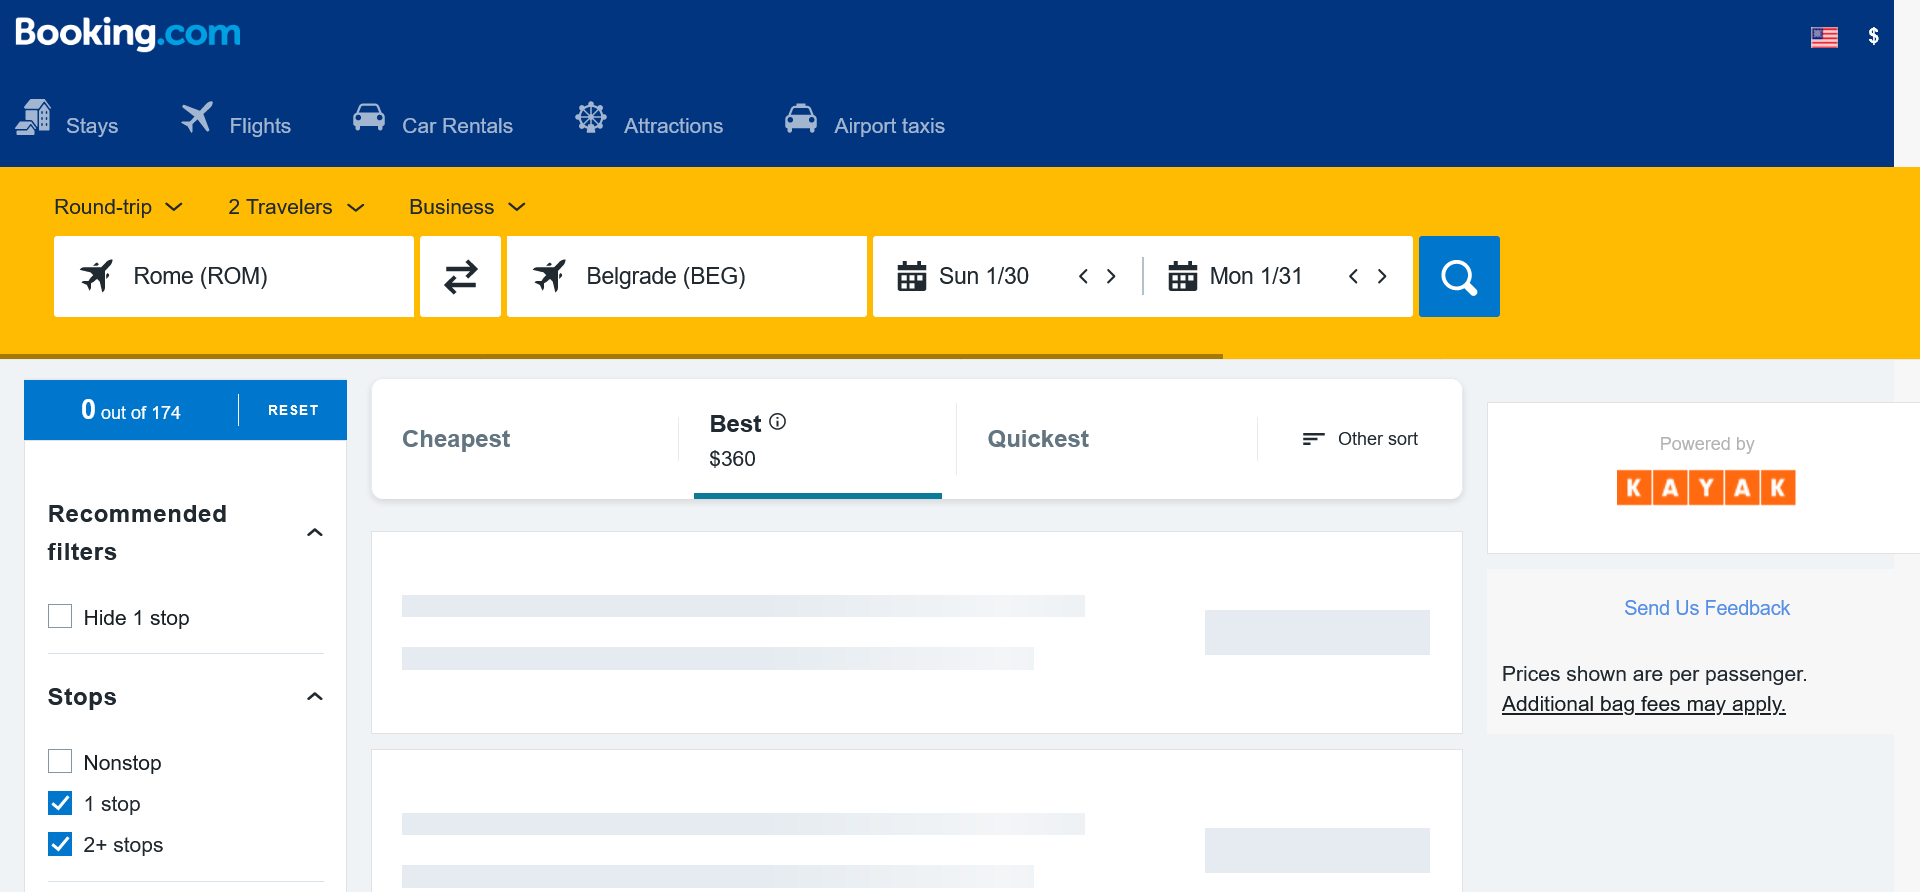 Booking.com
$
Stays
Flights
Car Rentals
Attractions
Airport taxis
Round-trip
2 Travelers
Business
Rome (ROM)
Belgrade (BEG)
Sun 1/30
Mon 1/31
0 out of 174
RESET
Cheapest
Best
$360
Quickest
Other sort
Powered by
KAYAK
Recommended
filters
Hide 1 stop
Stops
Nonstop
1 stop
2+ stops
Send Us Feedback
Prices shown are per passenger.
Additional bag fees may apply.